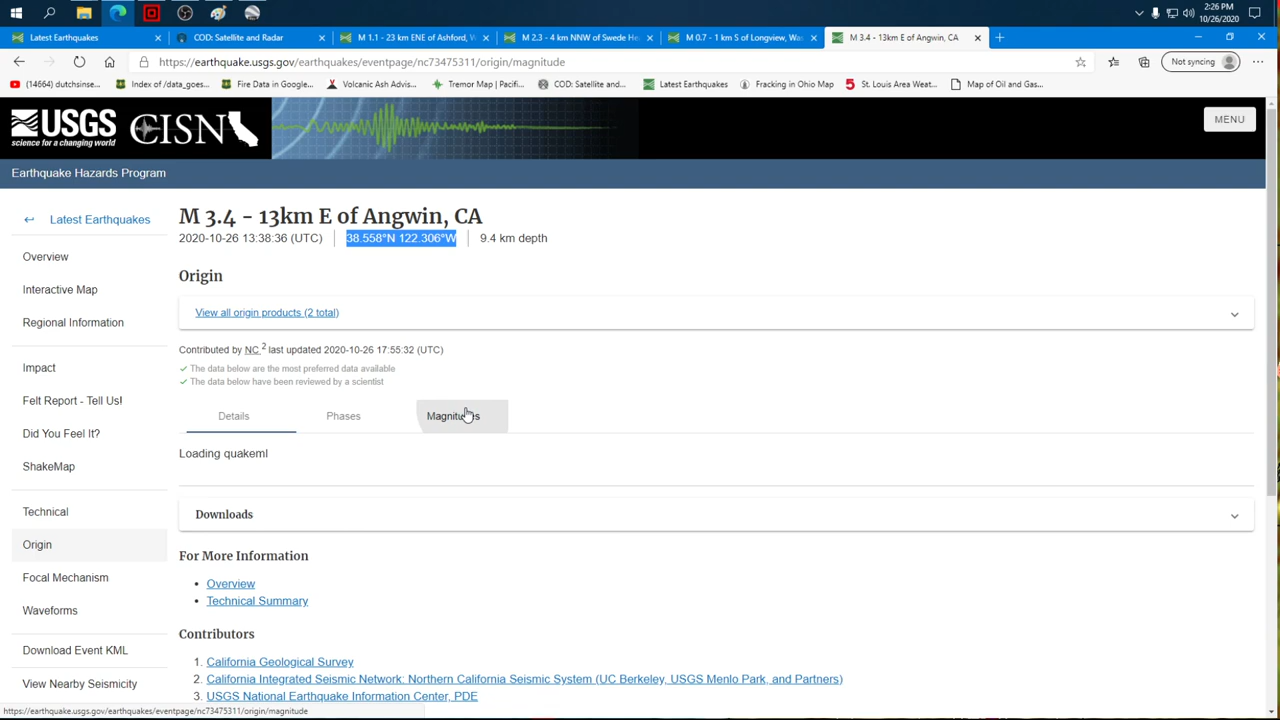 2:26 PM
10/26/2020
Latest Earthquakes
COD: Satellite and Radar
M 1.1 - 23 km ENE of Ashford, W
M 2.3 - 4 km NNW of Swede He
M 0.7 - 1 km S of Longview, Was
M 3.4 - 13km E of Angwin, CA
https://earthquake.usgs.gov/earthquakes/eventpage/nc73475311/origin/magnitude
Not syncing
(14664) dutchsinse...
Index of /data_goes...
Fire Data in Google...
Volcanic Ash Advis...
Tremor Map | Pacifi...
COD: Satellite and...
Latest Earthquakes
Fracking in Ohio Map
St. Louis Area Weat...
Map of Oil and Gas...
USGS
science for a changing world
CISN
MENU
Earthquake Hazards Program
Latest Earthquakes
Overview
Interactive Map
Regional Information
Impact
Felt Report - Tell Us!
Did You Feel It?
ShakeMap
Technical
Origin
Focal Mechanism
Waveforms
Download Event KML
View Nearby Seismicity
M 3.4 - 13km E of Angwin, CA
2020-10-26 13:38:36 (UTC) 38.558°N 122.306°W 9.4 km depth
Origin
View all origin products (2 total)
Contributed by NC 2 last updated 2020-10-26 17:55:32 (UTC)
The data below are the most preferred data available
The data below have been reviewed by a scientist
Details Phases Magnitudes
Loading quakeml
Downloads
For More Information
Overview
Technical Summary
Contributors
1. California Geological Survey
2. California Integrated Seismic Network: Northern California Seismic System (UC Berkeley, USGS Menlo Park, and Partners)
3. USGS National Earthquake Information Center, PDE
https://earthquake.usgs.gov/earthquakes/eventpage/nc73475311/origin/magnitude